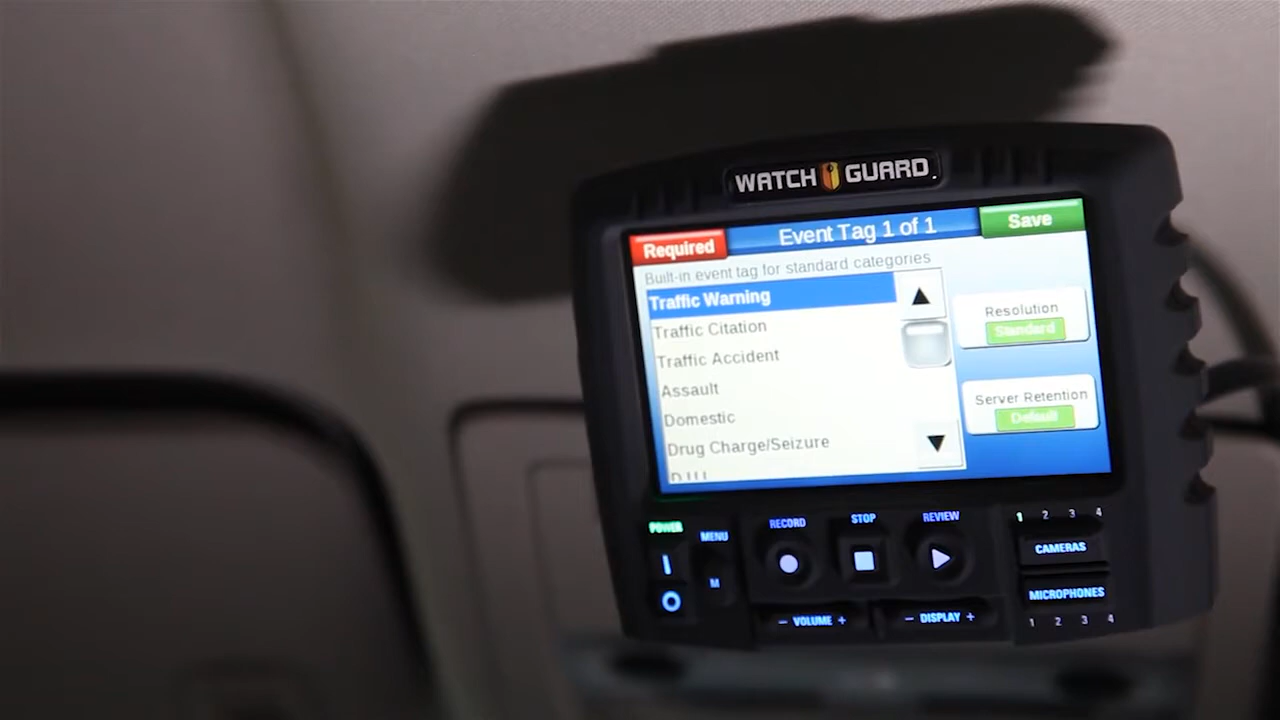 WATCH GUARD
Required
Event Tag 1 of 1
Save
Built-in event tag for standard categories
Traffic Warning
Traffic Citation
Traffic Accident
Assault
Domestic
Drug Charge/Seizure
Resolution
Standard
Server Retention
Default
POWER
MENU
M
RECORD
STOP
REVIEW
1 2 3 4
CAMERAS
MICROPHONES
1 2 3 4
− VOLUME +
− DISPLAY +